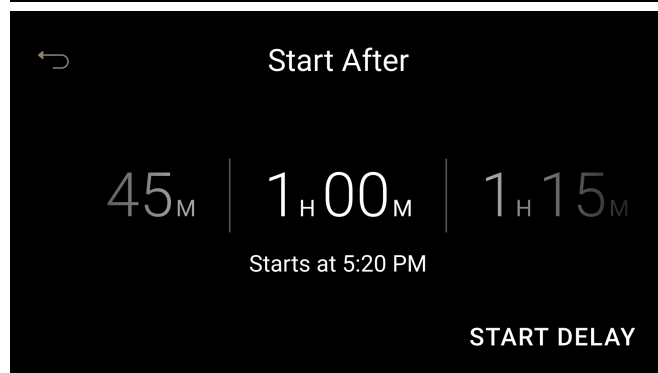 Start After
45M 1H00M 1H15M
Starts at 5:20 PM
START DELAY